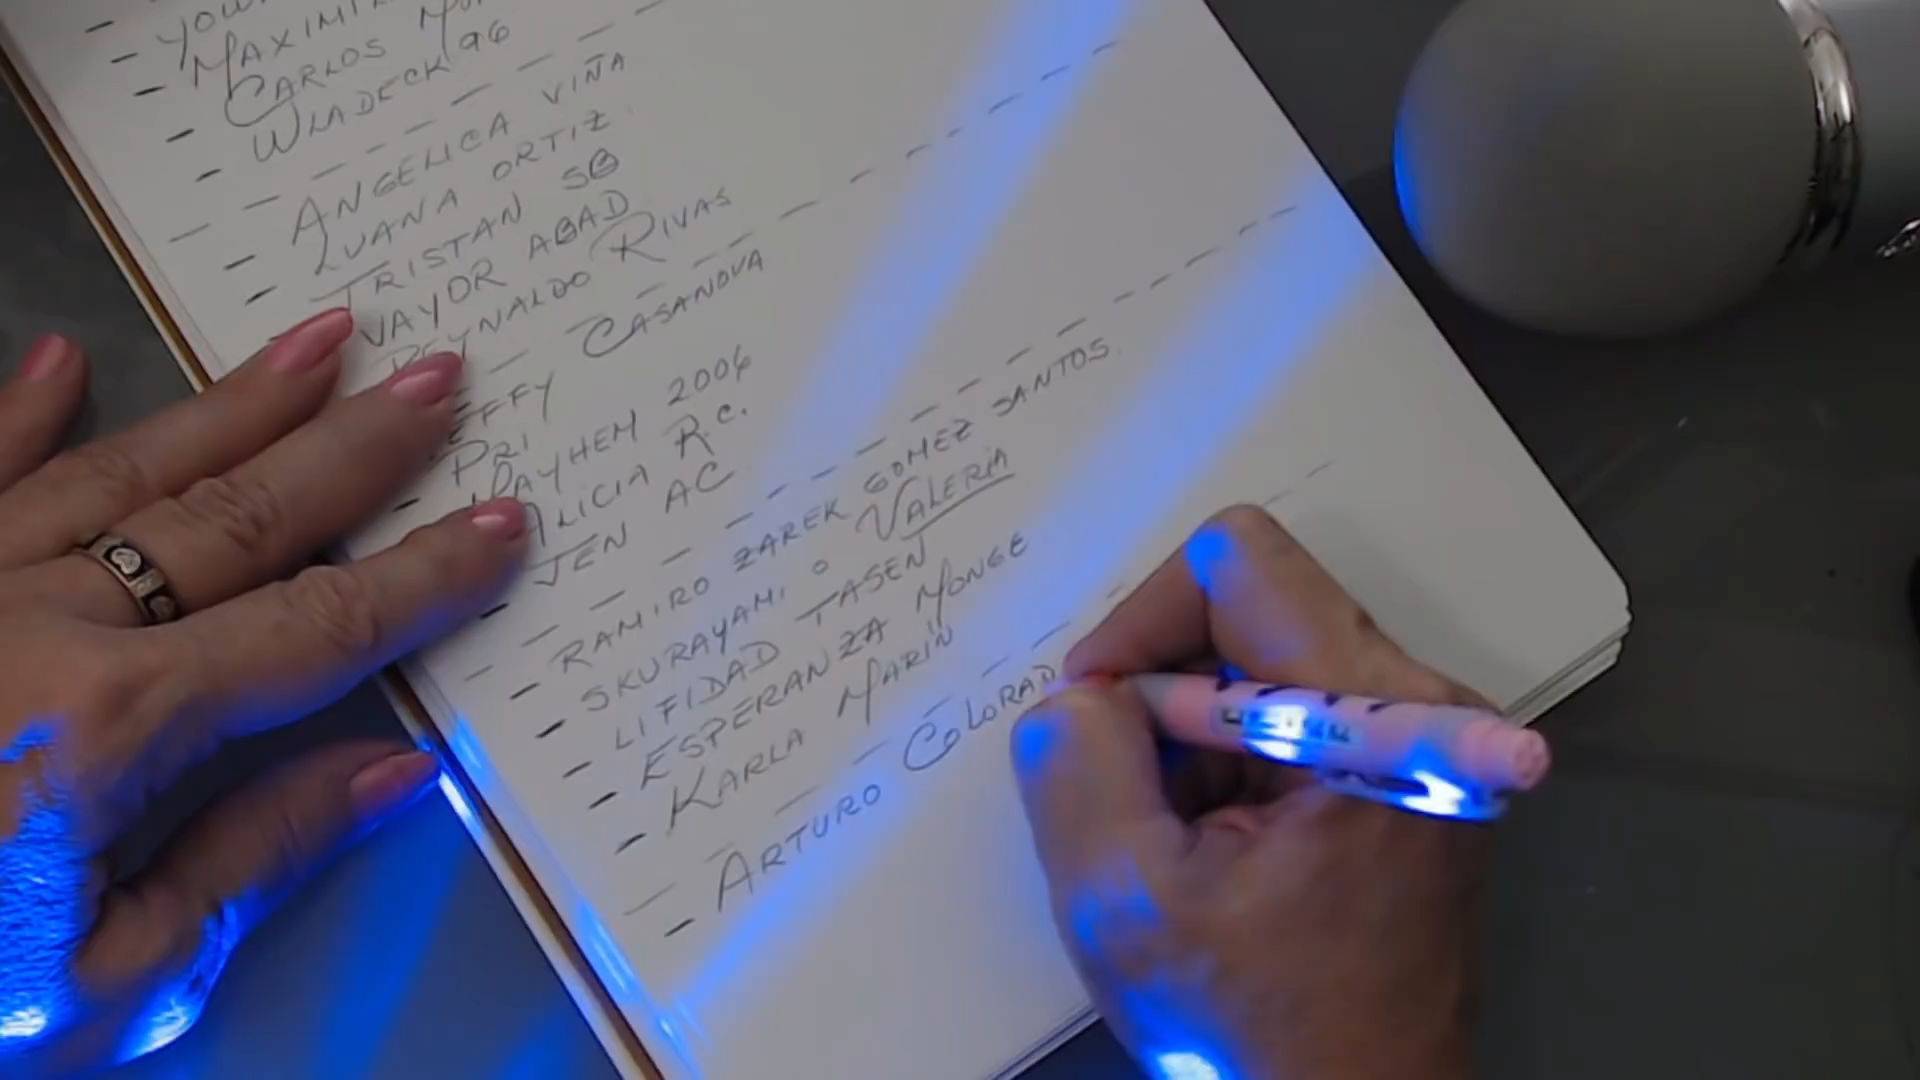 MAXIMI
CARLOS
WLADECK 96
ANGELICA VIÑA
LUANA ORTIZ.
TRISTAN SB
VAYOR ABAD
REYNALDO RIVAS
EFFY CASANOVA
PRI
MAYHEM 2006
ALICIA R.C.
JEN AC
RAMIRO ZAREK GOMEZ SANTOS.
SKURAYAMI O VALERIA
LIFIDAD TASEN
ESPERANZA MONGE
KARLA MARIN
ARTURO COLORAD